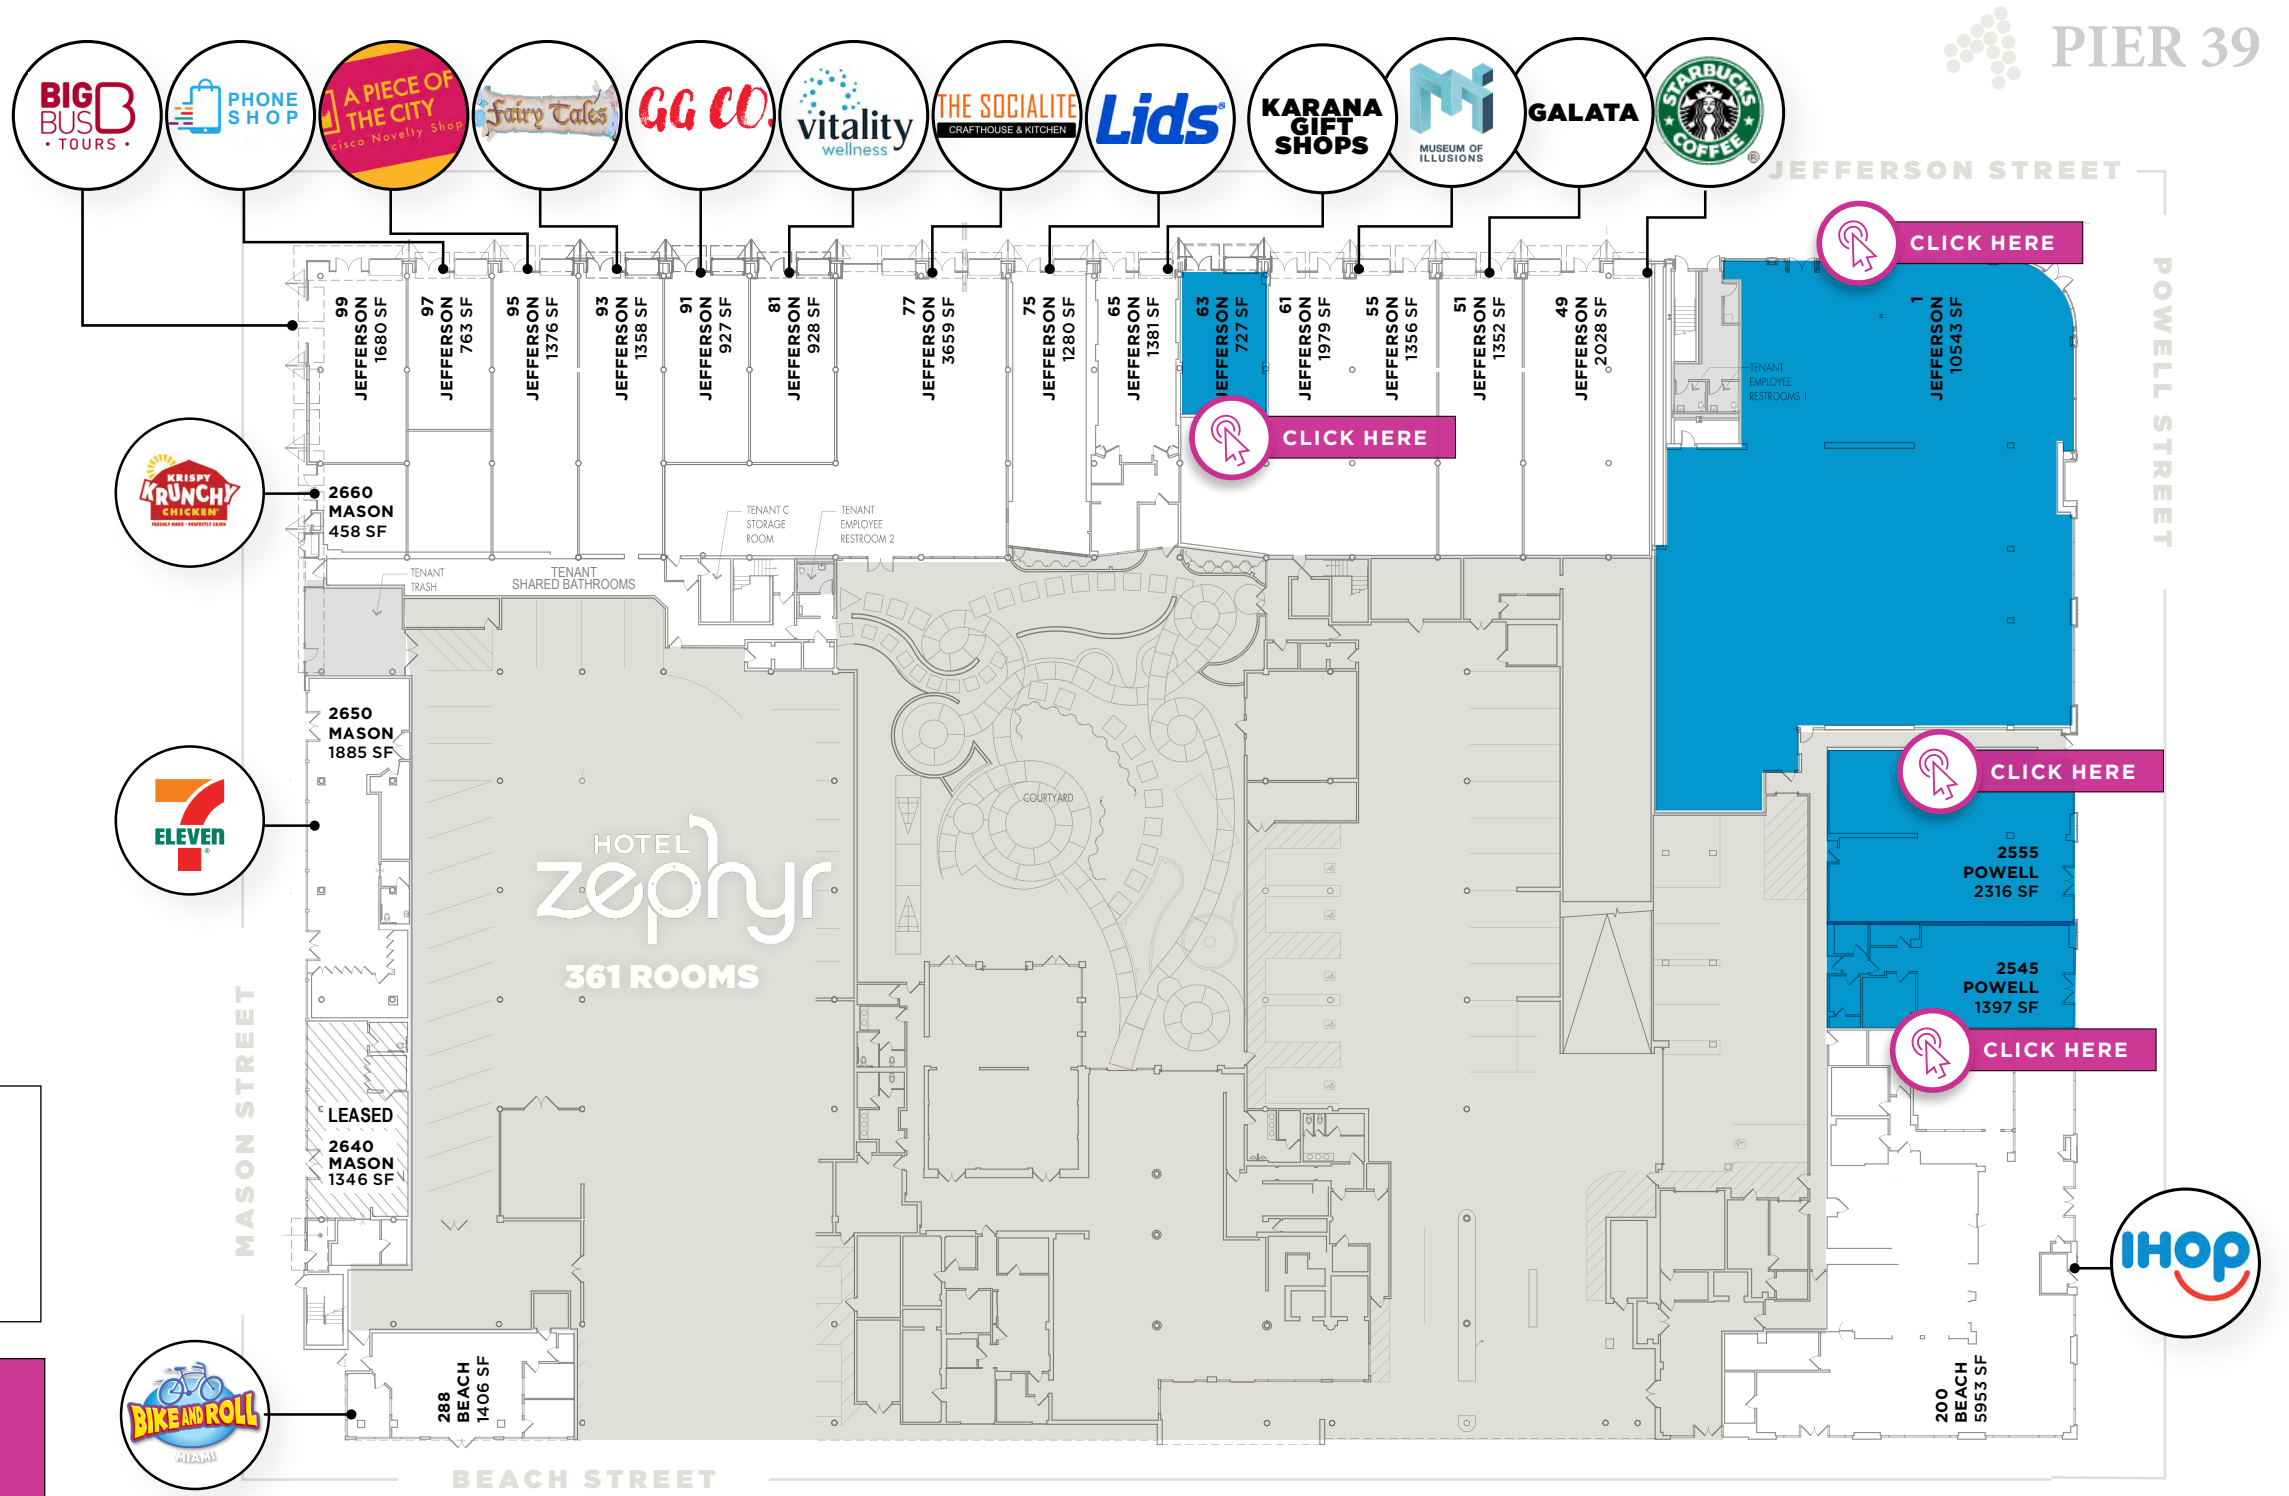 PIER 39
BIG
BUS
• TOURS •
PHONE
SHOP
A PIECE OF
THE CITY
cisco Novelty Shop
Fairy Tales
GG CO.
vitality
wellness
THE SOCIALITE
CRAFTHOUSE & KITCHEN
Lids
KARANA
GIFT
SHOPS
MUSEUM OF
ILLUSIONS
GALATA
STARBUCKS
COFFEE
JEFFERSON STREET
CLICK HERE
POWELL STREET
99
JEFFERSON
1680 SF
97
JEFFERSON
763 SF
95
JEFFERSON
1376 SF
93
JEFFERSON
1358 SF
91
JEFFERSON
927 SF
81
JEFFERSON
928 SF
77
JEFFERSON
3659 SF
75
JEFFERSON
1280 SF
65
JEFFERSON
1381 SF
63
JEFFERSON
727 SF
61
JEFFERSON
1979 SF
55
JEFFERSON
1356 SF
51
JEFFERSON
1352 SF
49
JEFFERSON
2028 SF
1
JEFFERSON
10543 SF
TENANT
EMPLOYEE
RESTROOMS 1
CLICK HERE
KRISPY
KRUNCHY
CHICKEN
FRESHLY MADE • PERFECTLY CAJUN
2660
MASON
458 SF
TENANT C
STORAGE
ROOM
TENANT
EMPLOYEE
RESTROOM 2
TENANT
TRASH
TENANT
SHARED BATHROOMS
2650
MASON
1885 SF
7
ELEVEn
COURTYARD
HOTEL
zephyr
361 ROOMS
CLICK HERE
2555
POWELL
2316 SF
2545
POWELL
1397 SF
CLICK HERE
MASON STREET
LEASED
2640
MASON
1346 SF
IHOP
BIKE AND ROLL
MIAMI
288
BEACH
1406 SF
200
BEACH
5953 SF
BEACH STREET